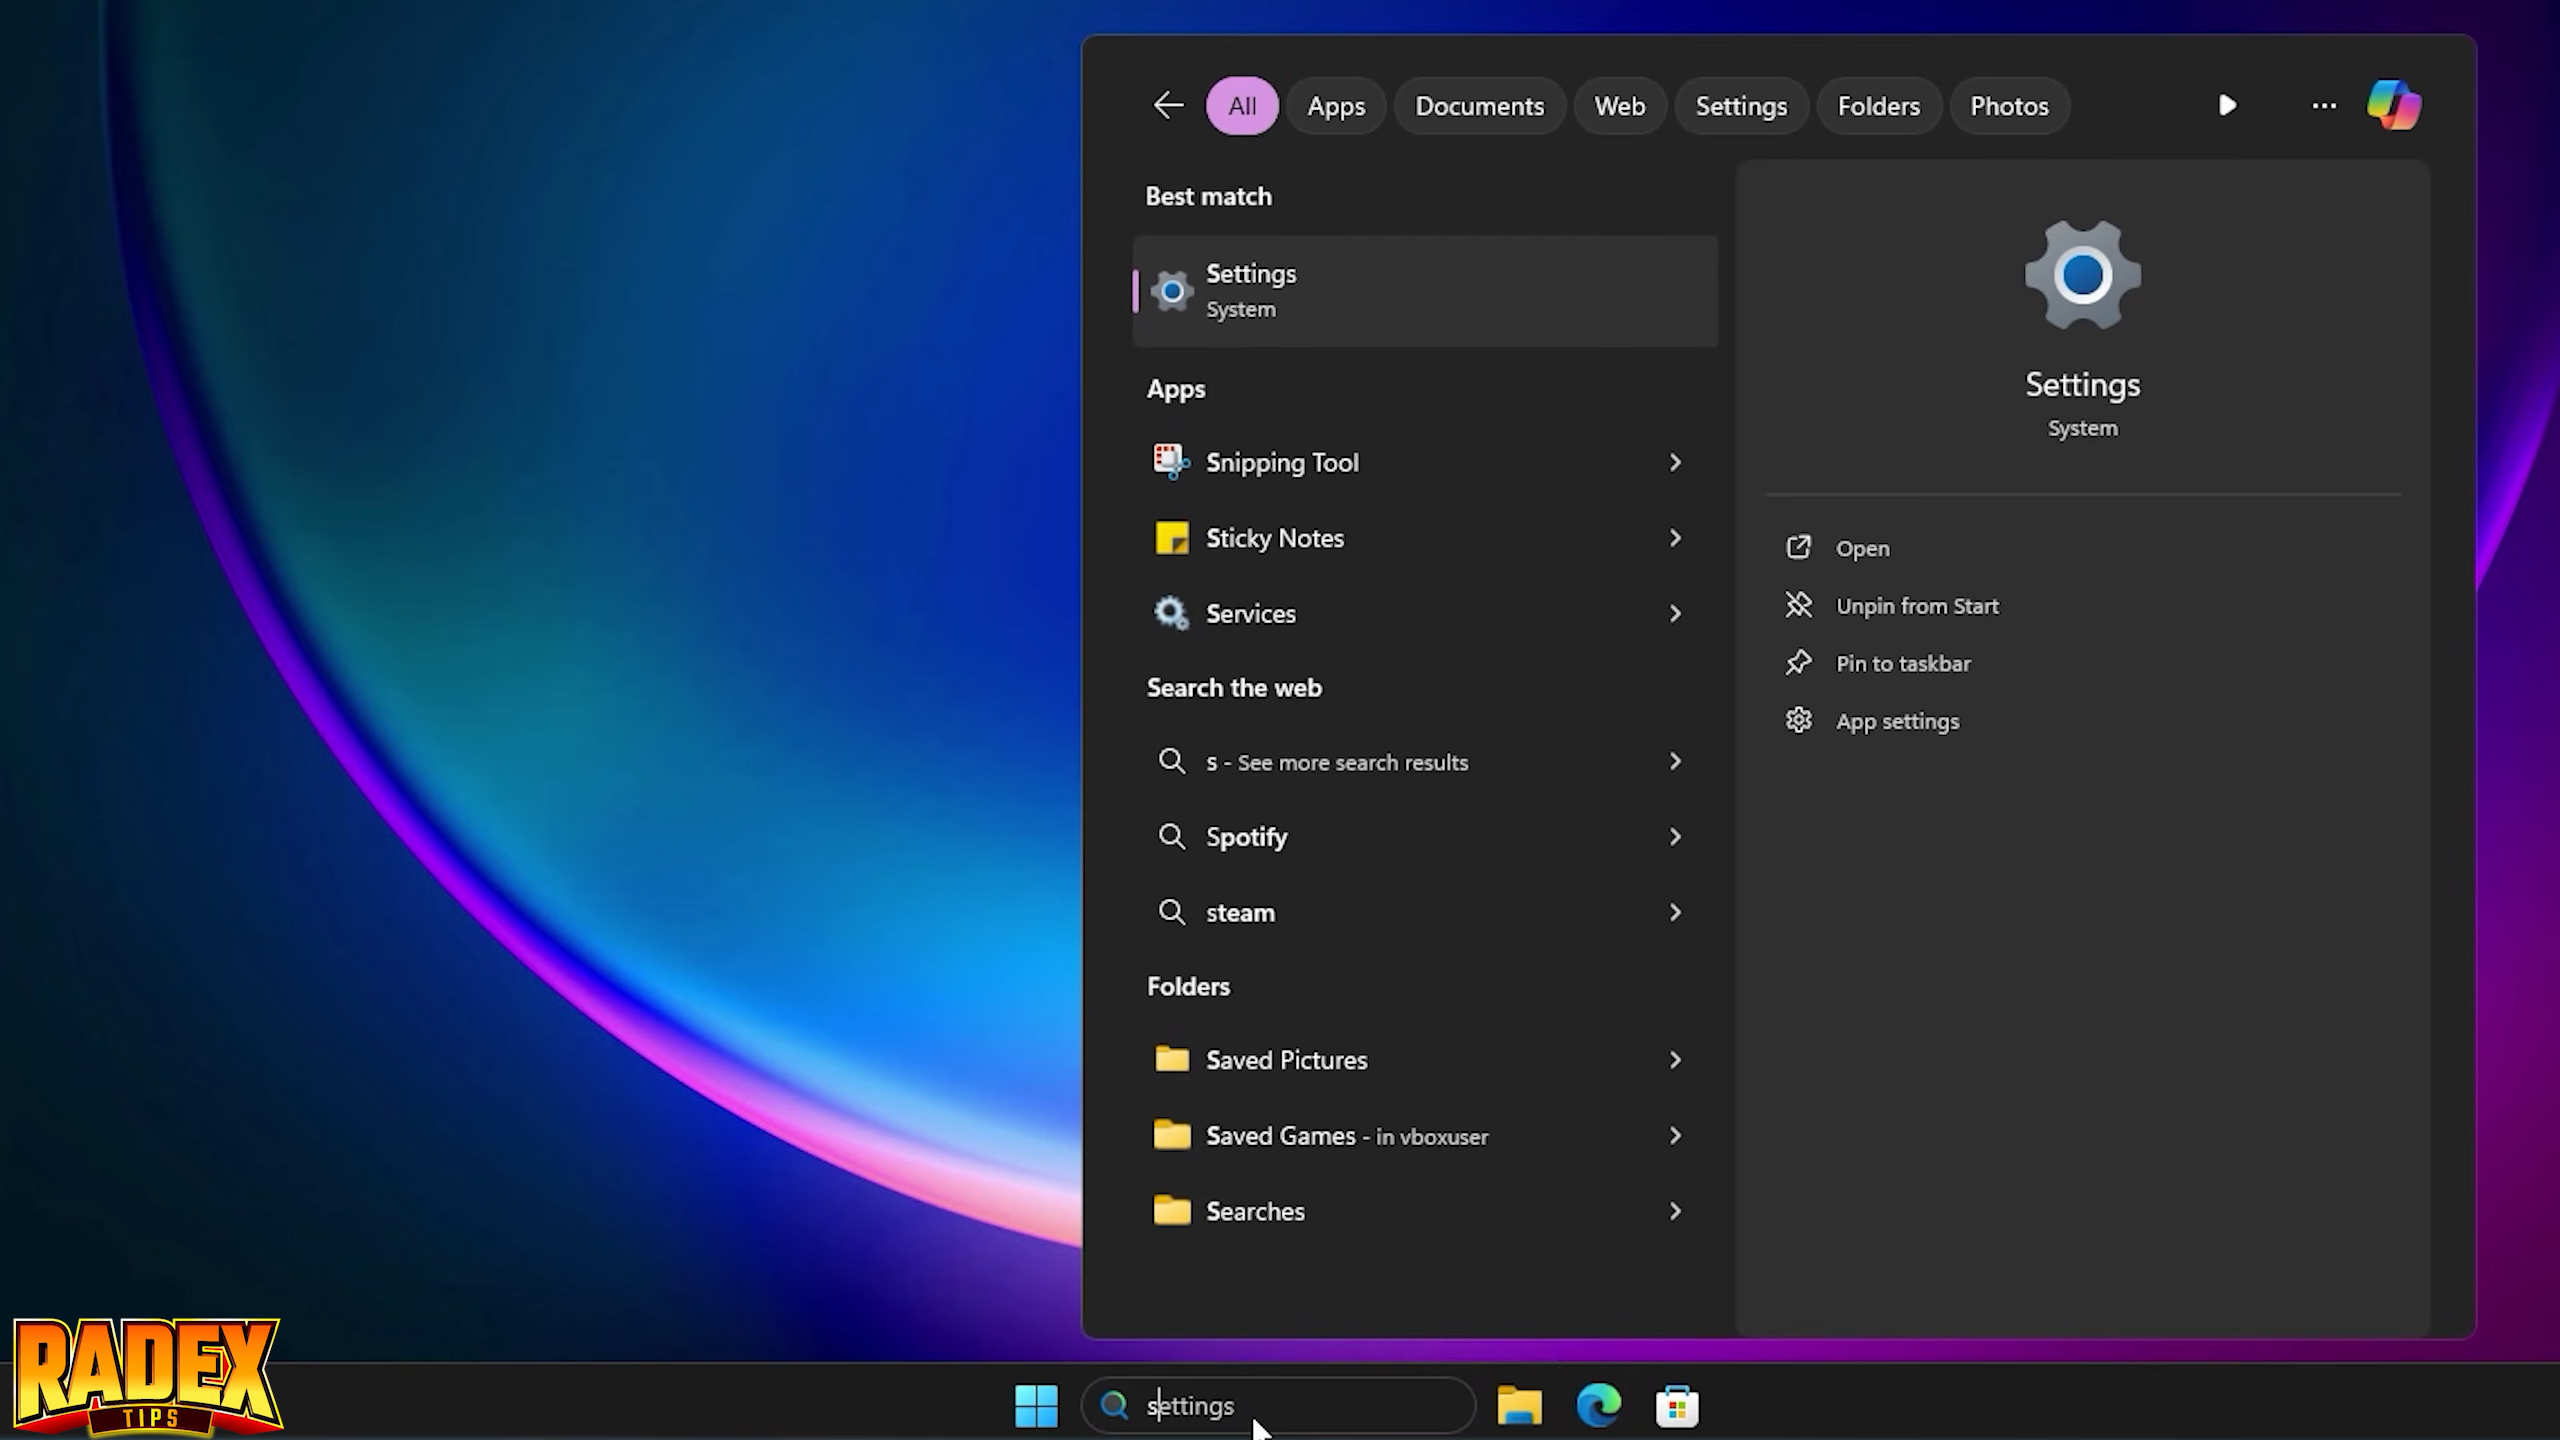 All
Apps
Documents
Web
Settings
Folders
Photos
Best match
Settings
System
Apps
Snipping Tool
Sticky Notes
Services
Search the web
s - See more search results
Spotify
steam
Folders
Saved Pictures
Saved Games - in vboxuser
Searches
Settings
System
Open
Unpin from Start
Pin to taskbar
App settings
RADEX
TIPS
settings